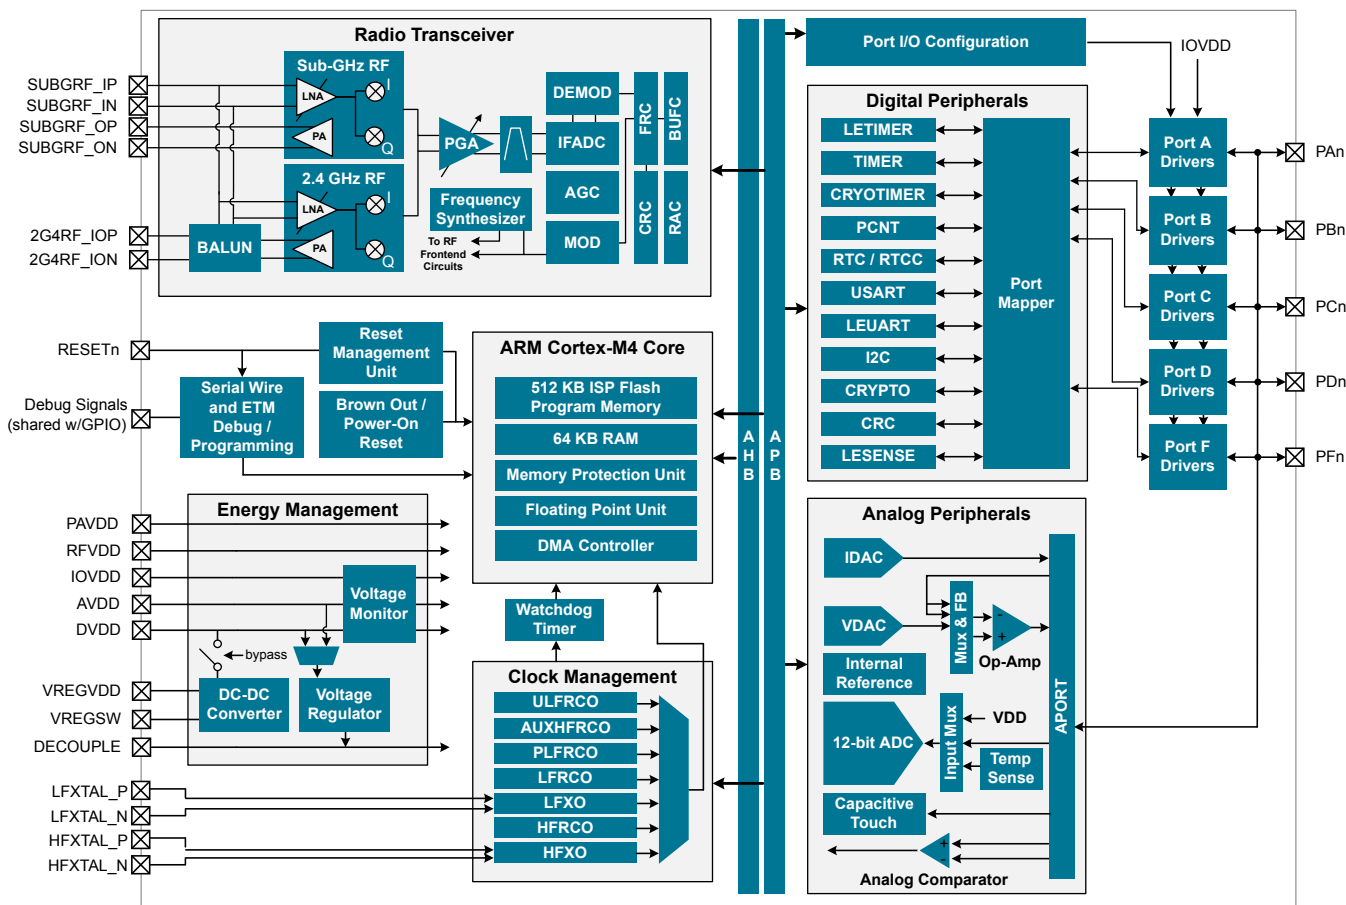 Radio Transceiver
SUBGRF_IP
SUBGRF_IN
SUBGRF_OP
SUBGRF_ON
2G4RF_IOP
2G4RF_ION
BALUN
Sub-GHz RF
LNA
I
PA
Q
2.4 GHz RF
LNA
I
PA
Q
PGA
Frequency
Synthesizer
To RF
Frontend
Circuits
DEMOD
IFADC
AGC
MOD
FRC
BUFC
CRC
RAC
RESETn
Debug Signals
(shared w/GPIO)
Reset
Management
Unit
Serial Wire
and ETM
Debug /
Programming
Brown Out /
Power-On
Reset
ARM Cortex-M4 Core
512 KB ISP Flash
Program Memory
64 KB RAM
Memory Protection Unit
Floating Point Unit
DMA Controller
Watchdog
Timer
Energy Management
PAVDD
RFVDD
IOVDD
AVDD
DVDD
VREGVDD
VREGSW
DECOUPLE
Voltage
Monitor
bypass
DC-DC
Converter
Voltage
Regulator
LFXTAL_P
LFXTAL_N
HFXTAL_P
HFXTAL_N
Clock Management
ULFRCO
AUXHFRCO
PLFRCO
LFRCO
LFXO
HFRCO
HFXO
A
H
B
A
P
B
Port I/O Configuration
IOVDD
Digital Peripherals
LETIMER
TIMER
CRYOTIMER
PCNT
RTC / RTCC
USART
LEUART
I2C
CRYPTO
CRC
LESENSE
Port
Mapper
Port A
Drivers
Port B
Drivers
Port C
Drivers
Port D
Drivers
Port F
Drivers
PAn
PBn
PCn
PDn
PFn
Analog Peripherals
IDAC
VDAC
Mux & FB
-
+
Op-Amp
Internal
Reference
12-bit ADC
Input Mux
VDD
Temp
Sense
Capacitive
Touch
+
-
Analog Comparator
APORT